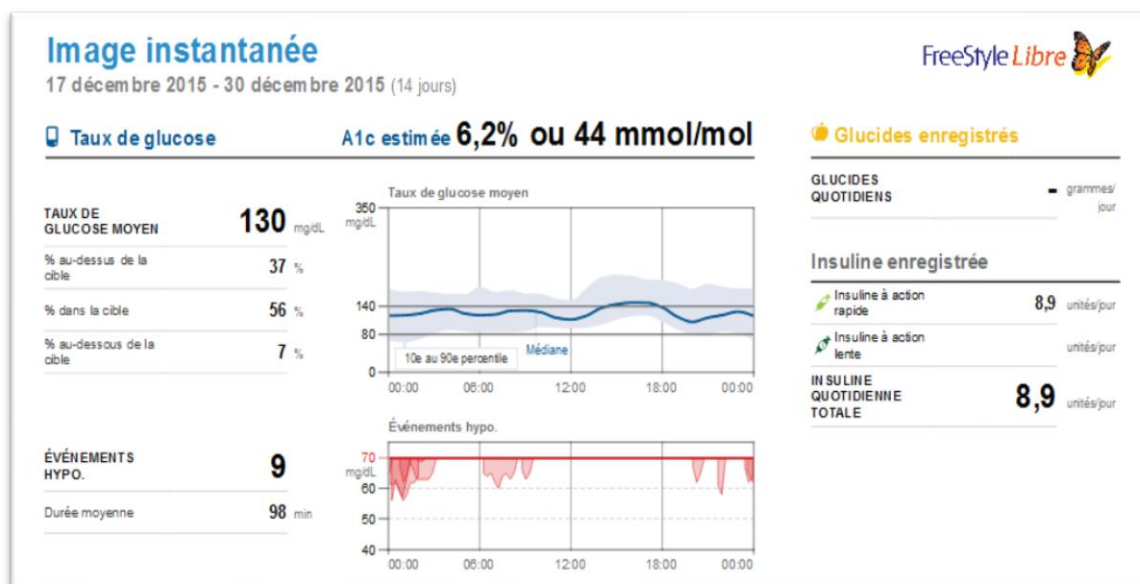 Image instantanée
FreeStyle Libre
17 décembre 2015 - 30 décembre 2015 (14 jours)
Taux de glucose
A1c estimée 6,2% ou 44 mmol/mol
TAUX DE
GLUCOSE MOYEN 130 mg/dL
% au-dessus de la
cible 37 %
% dans la cible 56 %
% au-dessous de la
cible 7 %
Taux de glucose moyen
350
mg/dL
140
80
0
10e au 90e percentile
Médiane
00:00 06:00 12:00 18:00 00:00
ÉVÉNEMENTS
HYPO. 9
Durée moyenne 98 min
Événements hypo.
70
mg/dL
60
50
40
00:00 06:00 12:00 18:00 00:00
Glucides enregistrés
GLUCIDES
QUOTIDIENS - grammes/
jour
Insuline enregistrée
Insuline à action
rapide 8,9 unités/jour
Insuline à action
lente unités/jour
INSULINE
QUOTIDIENNE
TOTALE 8,9 unités/jour